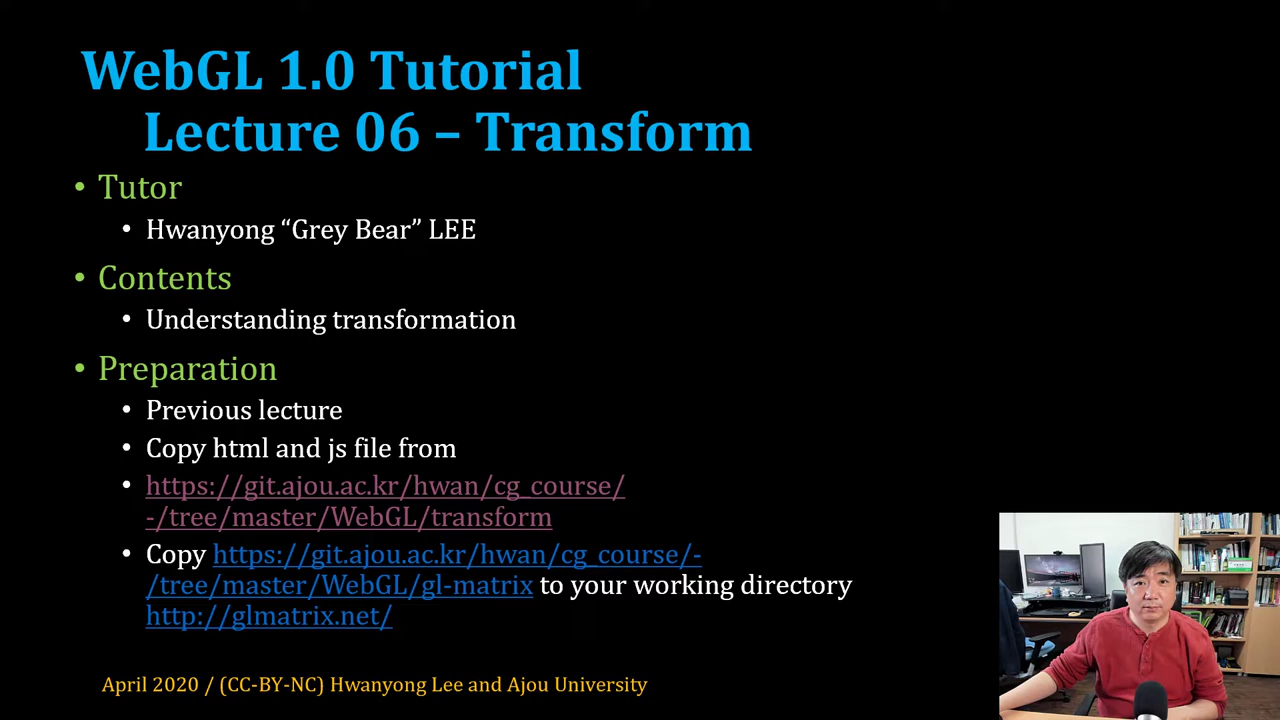 WebGL 1.0 Tutorial
Lecture 06 – Transform
• Tutor
• Hwanyong “Grey Bear” LEE
• Contents
• Understanding transformation
• Preparation
• Previous lecture
• Copy html and js file from
• https://git.ajou.ac.kr/hwan/cg_course/
-/tree/master/WebGL/transform
• Copy https://git.ajou.ac.kr/hwan/cg_course/-
/tree/master/WebGL/gl-matrix to your working directory
http://glmatrix.net/
April 2020 / (CC-BY-NC) Hwanyong Lee and Ajou University